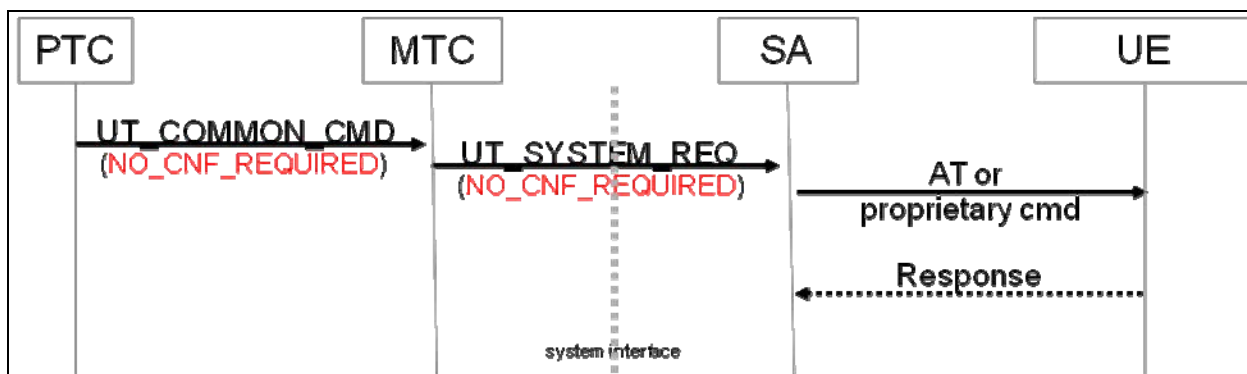 PTC MTC SA UE
UT_COMMON_CMD
(NO_CNF_REQUIRED)
UT_SYSTEM_REQ
(NO_CNF_REQUIRED)
AT or
proprietary cmd
Response
system interface